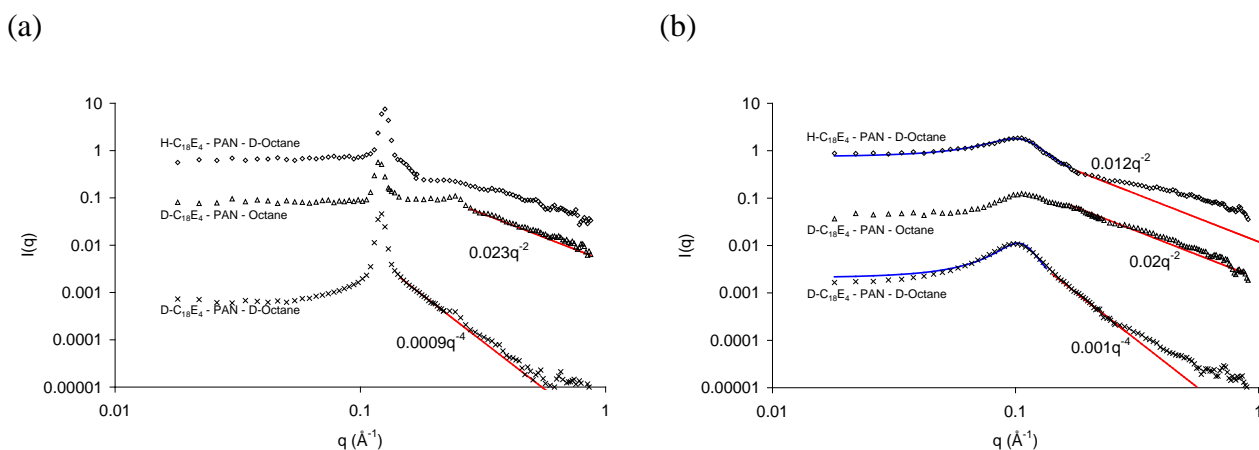 (a)
10
1
0.1
0.01
0.001
0.0001
0.00001
I(q)
H-C₁₈E₄ - PAN - D-Octane
D-C₁₈E₄ - PAN - Octane
0.023q⁻²
D-C₁₈E₄ - PAN - D-Octane
0.0009q⁻⁴
0.01
0.1
1
q (Å⁻¹)
(b)
10
1
0.1
0.01
0.001
0.0001
0.00001
I(q)
H-C₁₈E₄ - PAN - D-Octane
0.012q⁻²
D-C₁₈E₄ - PAN - Octane
0.02q⁻²
D-C₁₈E₄ - PAN - D-Octane
0.001q⁻⁴
0.01
0.1
1
q (Å⁻¹)